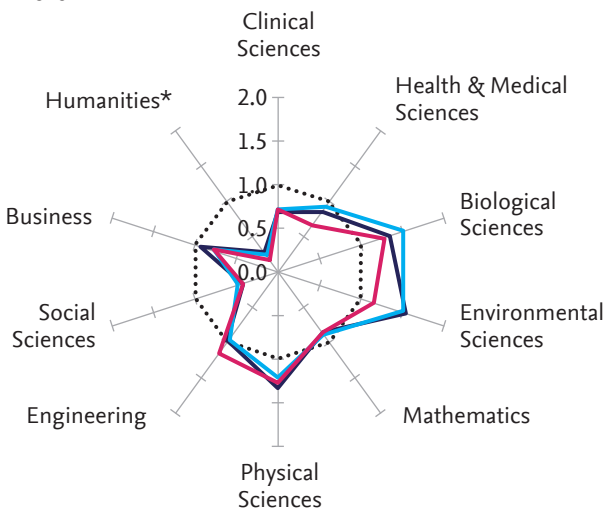 Clinical
Sciences
Health & Medical
Sciences
Humanities*
2.0
1.5
1.0
0.5
0.0
Biological
Sciences
Business
Environmental
Sciences
Social
Sciences
Mathematics
Engineering
Physical
Sciences